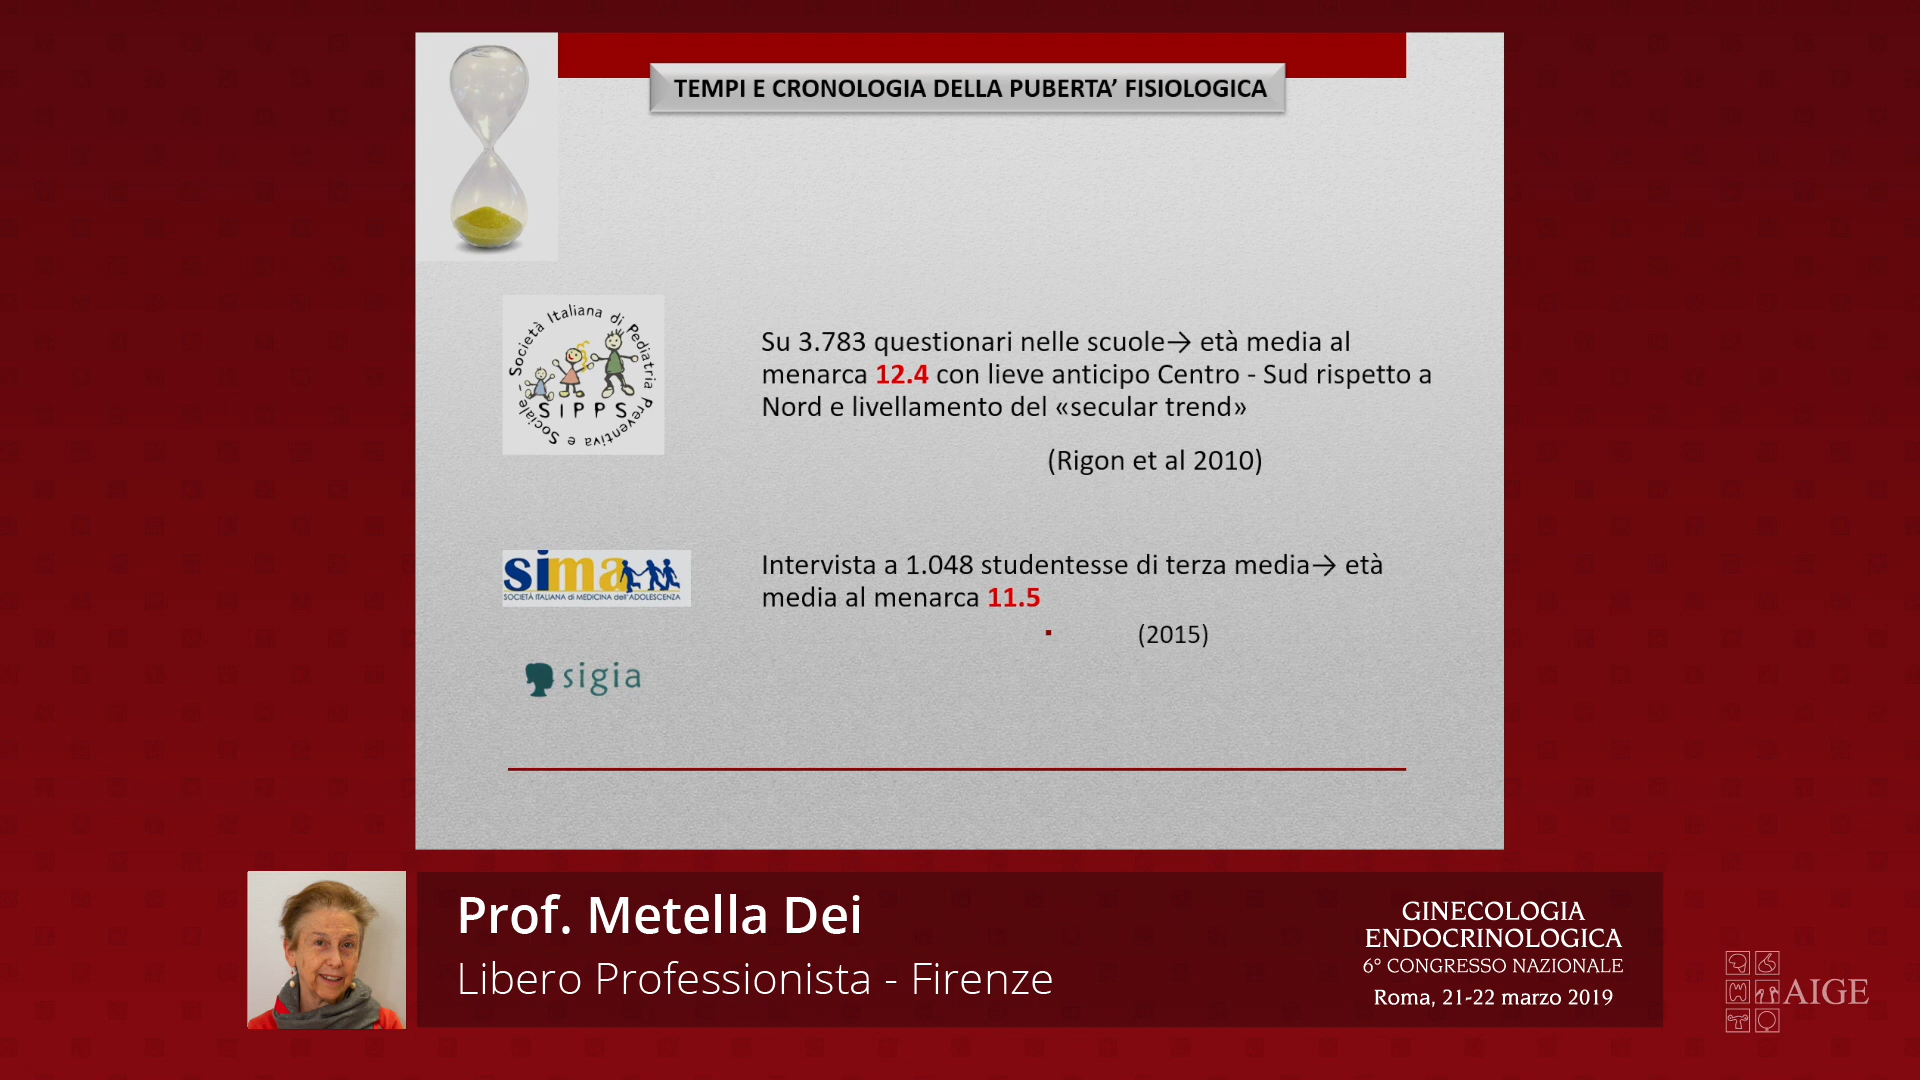 TEMPI E CRONOLOGIA DELLA PUBERTA’ FISIOLOGICA
Società Italiana di Pediatria Preventiva e Sociale -
SIPPS
Su 3.783 questionari nelle scuole→ età media al
menarca 12.4 con lieve anticipo Centro - Sud rispetto a
Nord e livellamento del «secular trend»
(Rigon et al 2010)
sima
SOCIETÀ ITALIANA di MEDICINA dell'ADOLESCENZA
Intervista a 1.048 studentesse di terza media→ età
media al menarca 11.5
▪ (2015)
sigia
Prof. Metella Dei
Libero Professionista - Firenze
GINECOLOGIA
ENDOCRINOLOGICA
6° CONGRESSO NAZIONALE
Roma, 21-22 marzo 2019
AIGE